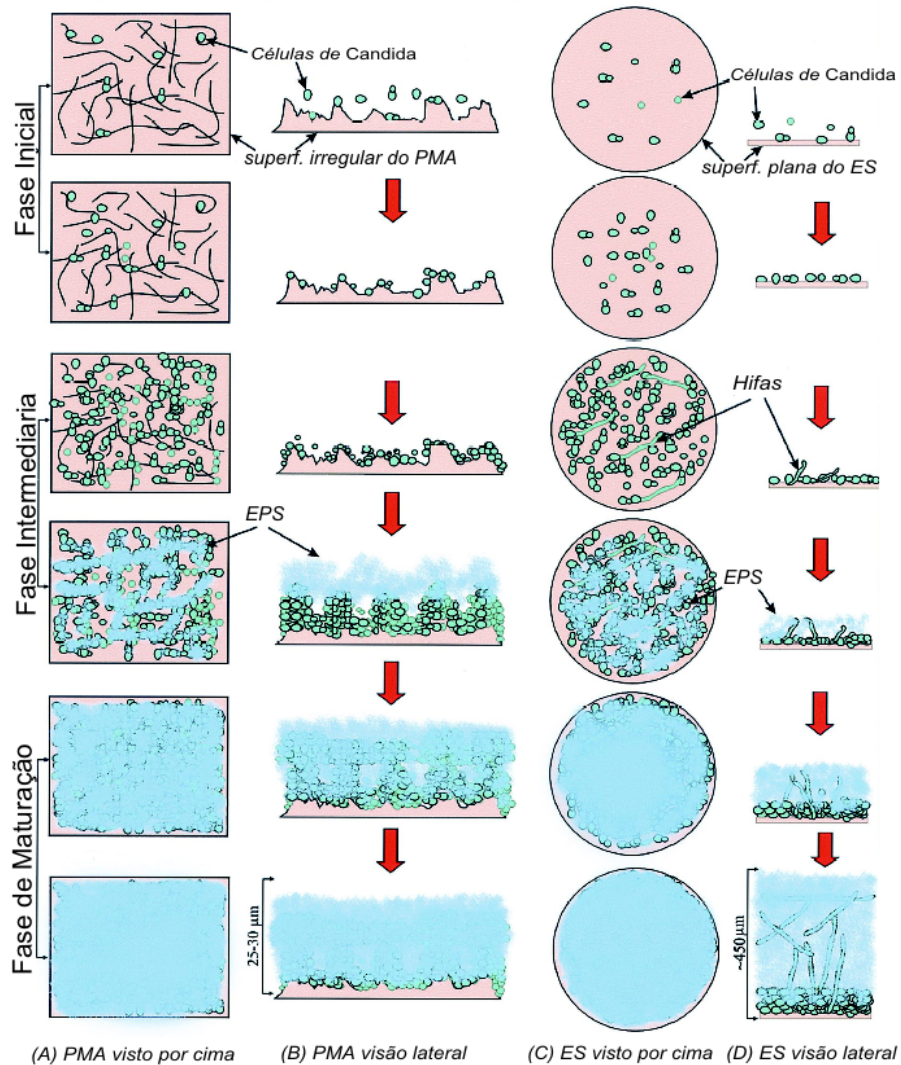 Fase Inicial
Células de Candida
superf. irregular do PMA
Células de Candida
superf. plana do ES
Fase Intermediaria
Hifas
EPS
EPS
Fase de Maturação
25-30 µm
~450µm
(A) PMA visto por cima
(B) PMA visão lateral
(C) ES visto por cima
(D) ES visão lateral